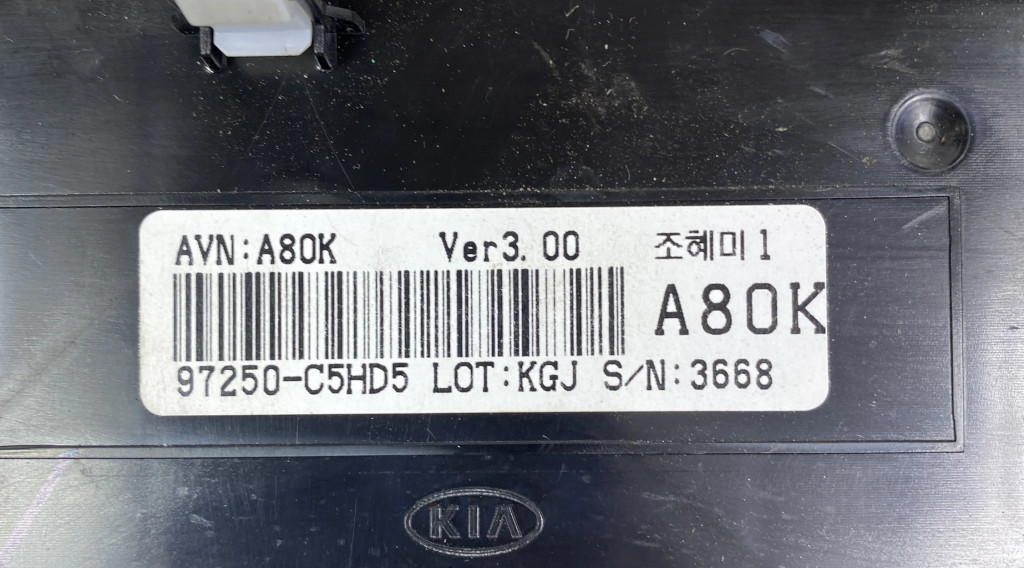 AVN:A80K Ver3.00 조혜미1
A80K
97250-C5HD5 LOT:KGJ S/N:3668
KIA